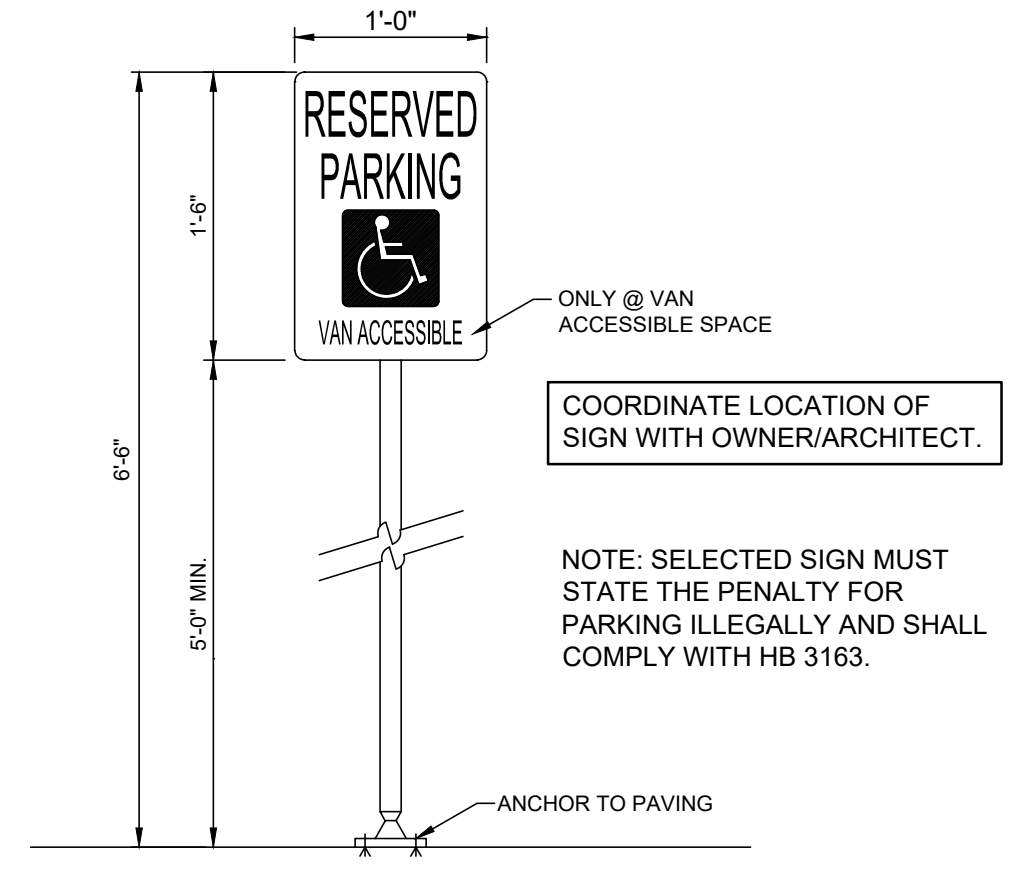 1'-0"
RESERVED
PARKING
VAN ACCESSIBLE
1'-6"
6'-6"
5'-0" MIN.
ONLY @ VAN
ACCESSIBLE SPACE
COORDINATE LOCATION OF
SIGN WITH OWNER/ARCHITECT.
NOTE: SELECTED SIGN MUST
STATE THE PENALTY FOR
PARKING ILLEGALLY AND SHALL
COMPLY WITH HB 3163.
ANCHOR TO PAVING